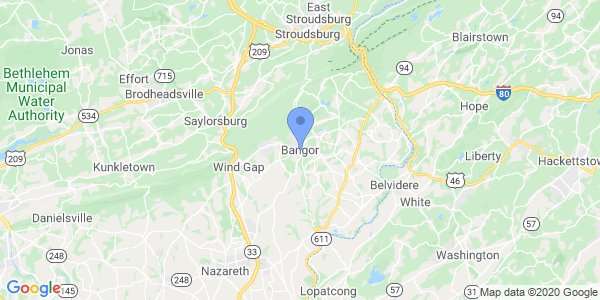 East
Stroudsburg
Stroudsburg
Blairstown
Jonas
209
94
Bethlehem
Municipal
Water
Authority
Effort
715
Brodheadsville
80
Hope
534
Saylorsburg
209
Kunkletown
Wind Gap
Bangor
Liberty
Hackettst
46
Belvidere
White
Danielsville
57
57
248
33
611
Washington
248
Nazareth
Google
145
248
Lopatcong
31
Map data ©2020 Google